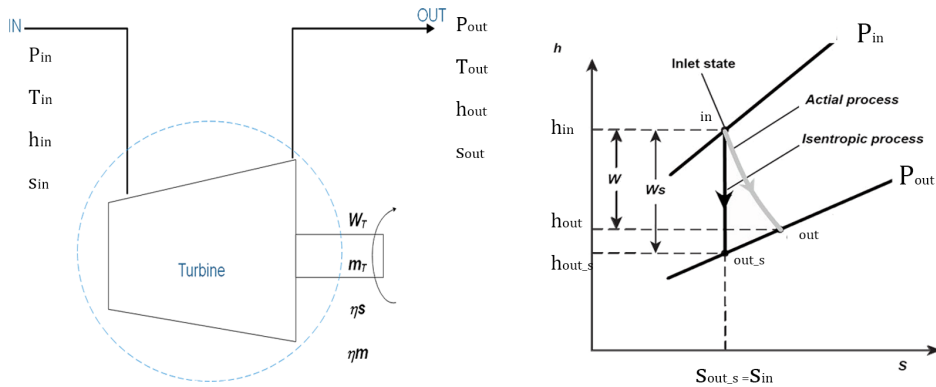 IN
OUT
Pin
Tin
hin
sin
Pout
Tout
hout
sout
Turbine
WT
mT
ηs
ηm
h
Pin
Inlet state
in
Actial process
Isentropic process
hin
W
Ws
Pout
hout
out
hout_s
out_s
s
sout_s =sin